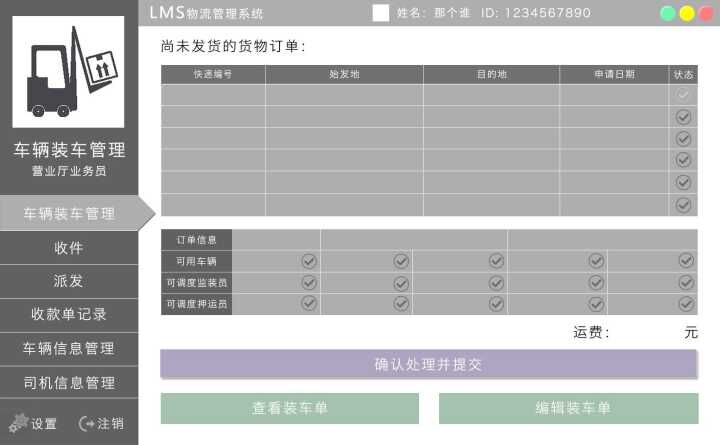 LMS物流管理系统 姓名：那个谁 ID: 1234567890
车辆装车管理
营业厅业务员
车辆装车管理
收件
派发
收款单记录
车辆信息管理
司机信息管理
设置 注销
尚未发货的货物订单：
快递编号 始发地 目的地 申请日期 状态
订单信息
可用车辆
可调度监装员
可调度押运员
运费： 元
确认处理并提交
查看装车单 编辑装车单